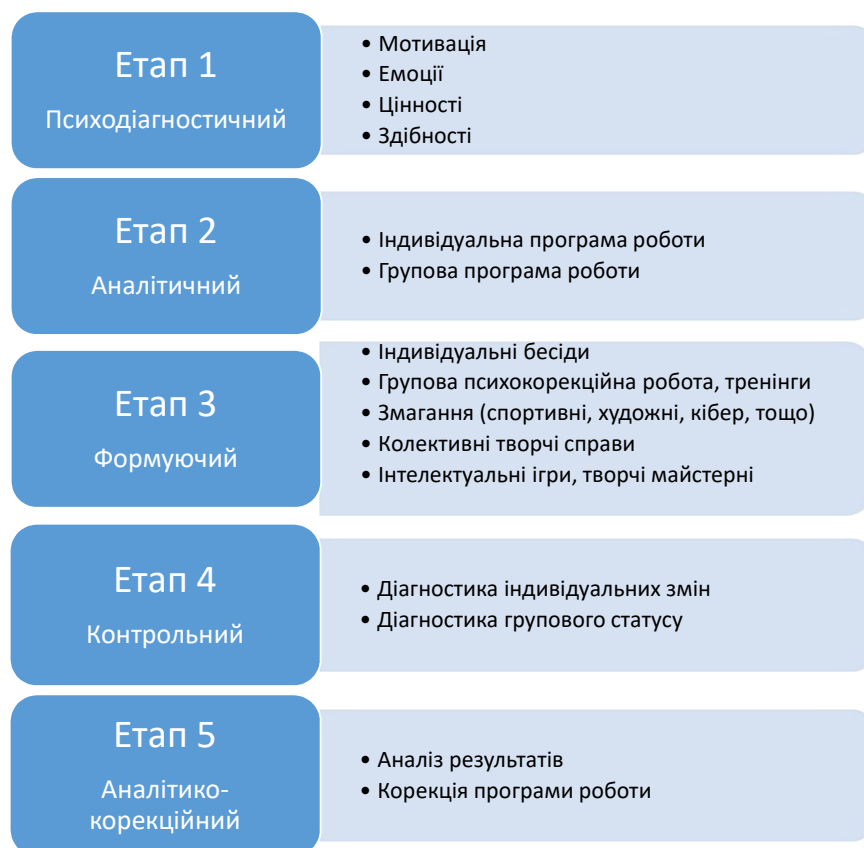 Етап 1
Психодіагностичний
• Мотивація
• Емоції
• Цінності
• Здібності
Етап 2
Аналітичний
• Індивідуальна програма роботи
• Групова програма роботи
Етап 3
Формуючий
• Індивідуальні бесіди
• Групова психокорекційна робота, тренінги
• Змагання (спортивні, художні, кібер, тощо)
• Колективні творчі справи
• Інтелектуальні ігри, творчі майстерні
Етап 4
Контрольний
• Діагностика індивідуальних змін
• Діагностика групового статусу
Етап 5
Аналітико-
корекційний
• Аналіз результатів
• Корекція програми роботи